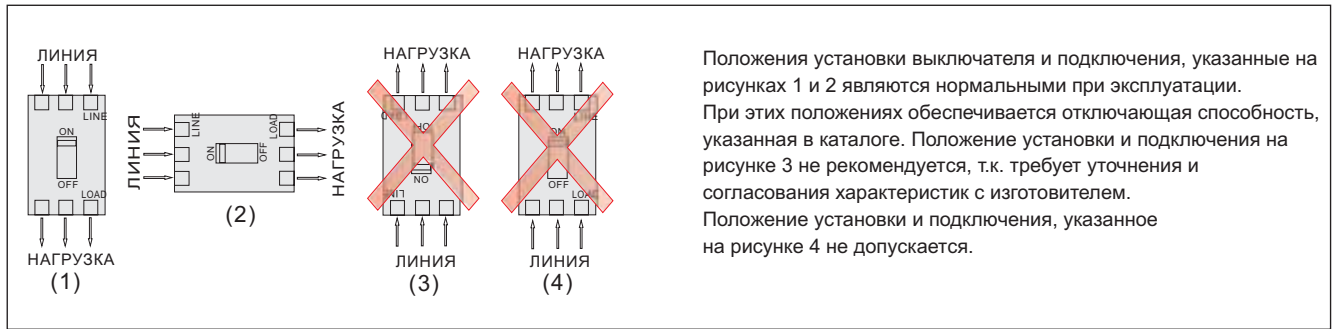 ЛИНИЯ
LINE
ON
OFF
LOAD
НАГРУЗКА
(1)
ЛИНИЯ
LINE
ON
OFF
LOAD
НАГРУЗКА
(2)
НАГРУЗКА
ON
LINE
ЛИНИЯ
(3)
НАГРУЗКА
LINE
ON
OFF
LOAD
ЛИНИЯ
(4)
Положения установки выключателя и подключения, указанные на
рисунках 1 и 2 являются нормальными при эксплуатации.
При этих положениях обеспечивается отключающая способность,
указанная в каталоге. Положение установки и подключения на
рисунке 3 не рекомендуется, т.к. требует уточнения и
согласования характеристик с изготовителем.
Положение установки и подключения, указанное
на рисунке 4 не допускается.